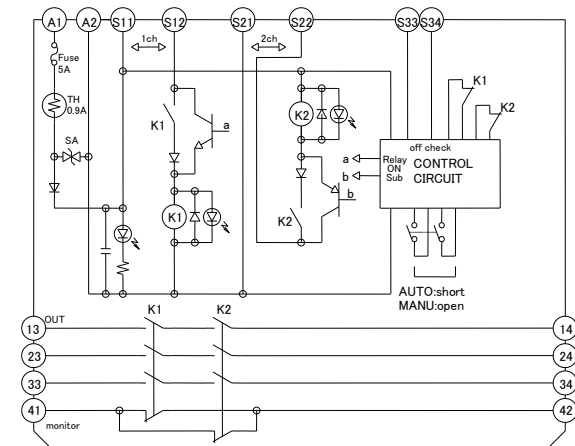 A1 A2 S11 S12 S21 S22 S33 S34
1ch 2ch
Fuse
5A
TH
0.9A
SA
K1
a
K1
K2
a
b
b
K2
K1
K2
off check
Relay
ON
Sub
CONTROL
CIRCUIT
AUTO:short
MANU:open
K1 K2
13 OUT 14
23 24
33 34
41 42
monitor